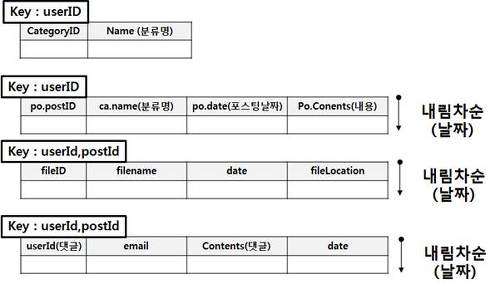 Key : userID
CategoryID Name (분류명)
Key : userID
po.postID ca.name(분류명) po.date(포스팅날짜) Po.Conents(내용)
내림차순
(날짜)
Key : userId,postId
fileID filename date fileLocation
내림차순
(날짜)
Key : userId,postId
userId(댓글) email Contents(댓글) date
내림차순
(날짜)